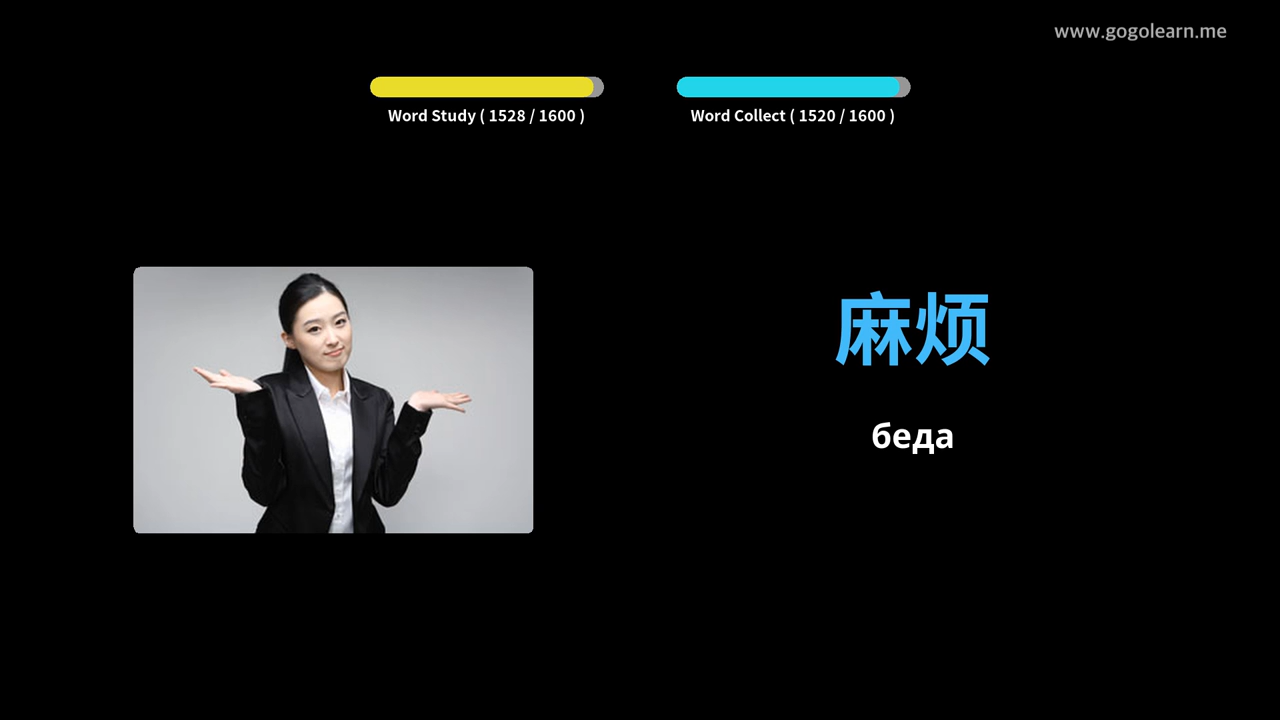 www.gogolearn.me
Word Study ( 1528 / 1600 )
Word Collect ( 1520 / 1600 )
麻烦
беда